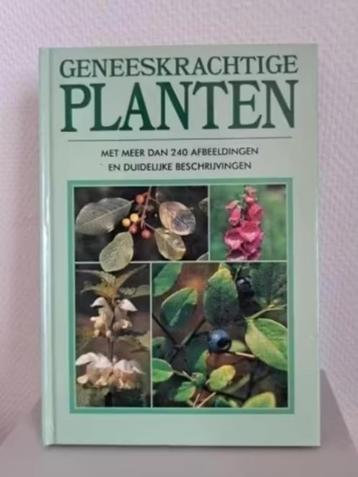 GENEESKRACHTIGE
PLANTEN
MET MEER DAN 240 AFBEELDINGEN
EN DUIDELIJKE BESCHRIJVINGEN